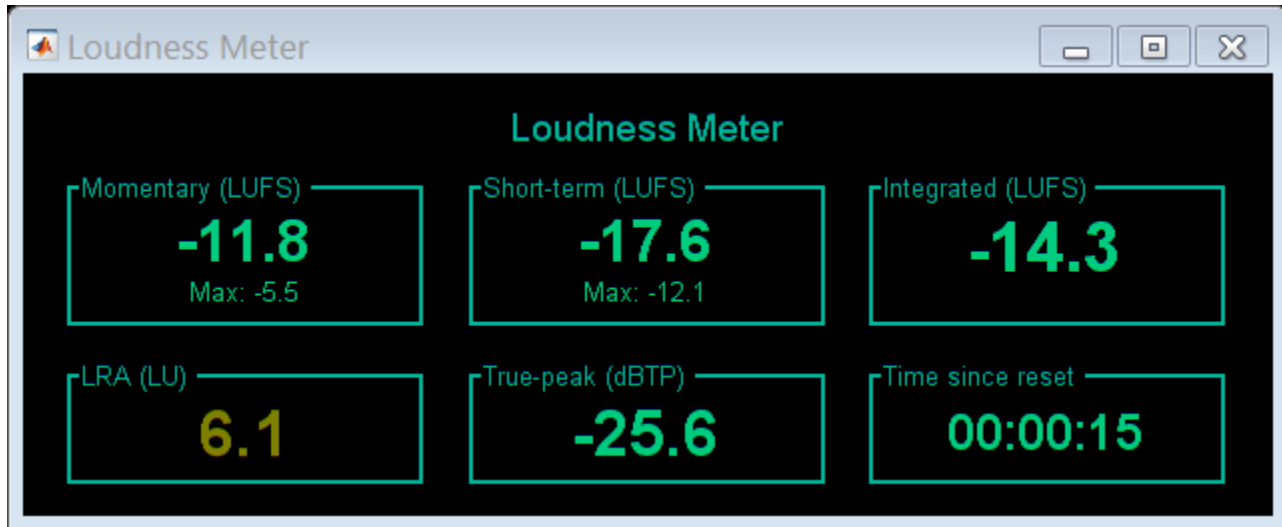 Loudness Meter
Loudness Meter
Momentary (LUFS)
-11.8
Max: -5.5
Short-term (LUFS)
-17.6
Max: -12.1
Integrated (LUFS)
-14.3
LRA (LU)
6.1
True-peak (dBTP)
-25.6
Time since reset
00:00:15